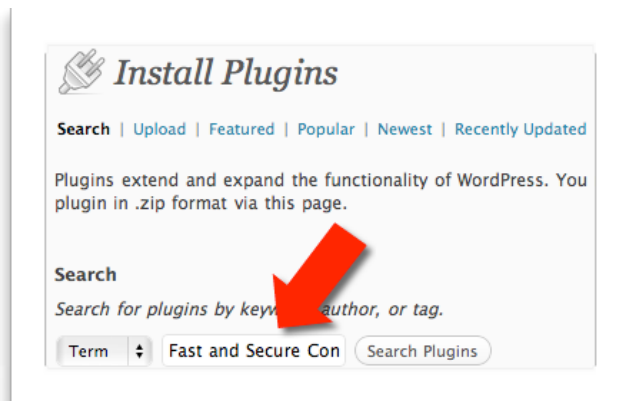 Install Plugins
Search | Upload | Featured | Popular | Newest | Recently Updated
Plugins extend and expand the functionality of WordPress. You
plugin in .zip format via this page.
Search
Search for plugins by author, or tag.
Term Fast and Secure Con Search Plugins